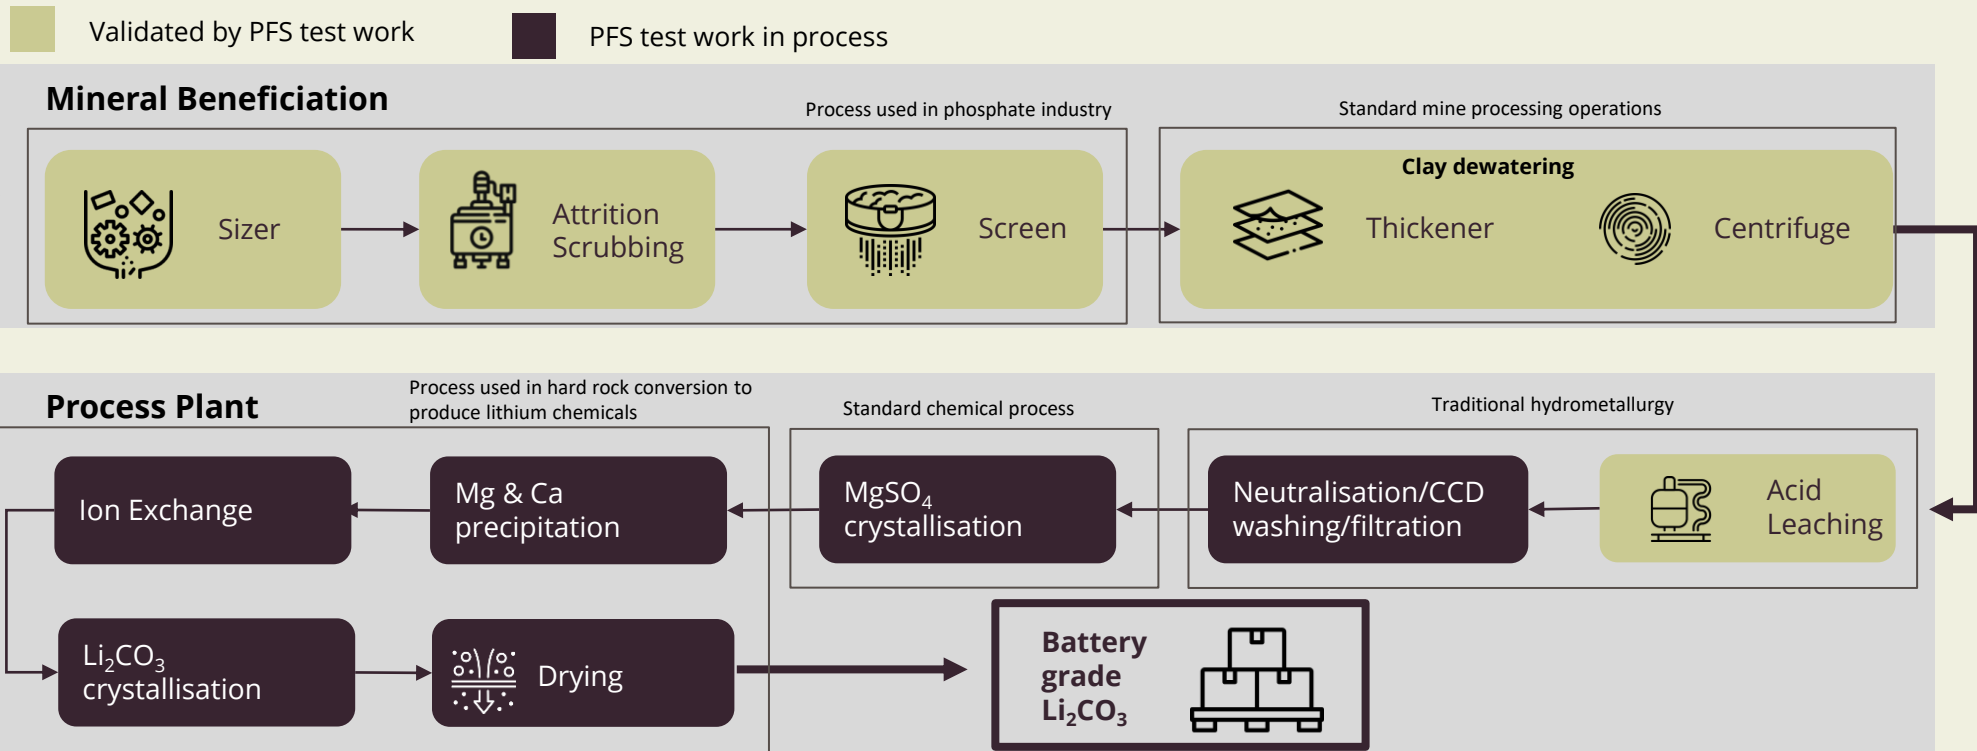 Validated by PFS test work
PFS test work in process
Mineral Beneficiation
Process used in phosphate industry
Standard mine processing operations
Sizer
Attrition
Scrubbing
Screen
Clay dewatering
Thickener
Centrifuge
Process Plant
Process used in hard rock conversion to
produce lithium chemicals
Standard chemical process
Traditional hydrometallurgy
Ion Exchange
Mg & Ca
precipitation
MgSO₄
crystallisation
Neutralisation/CCD
washing/filtration
Acid
Leaching
Li₂CO₃
crystallisation
Drying
Battery
grade
Li₂CO₃